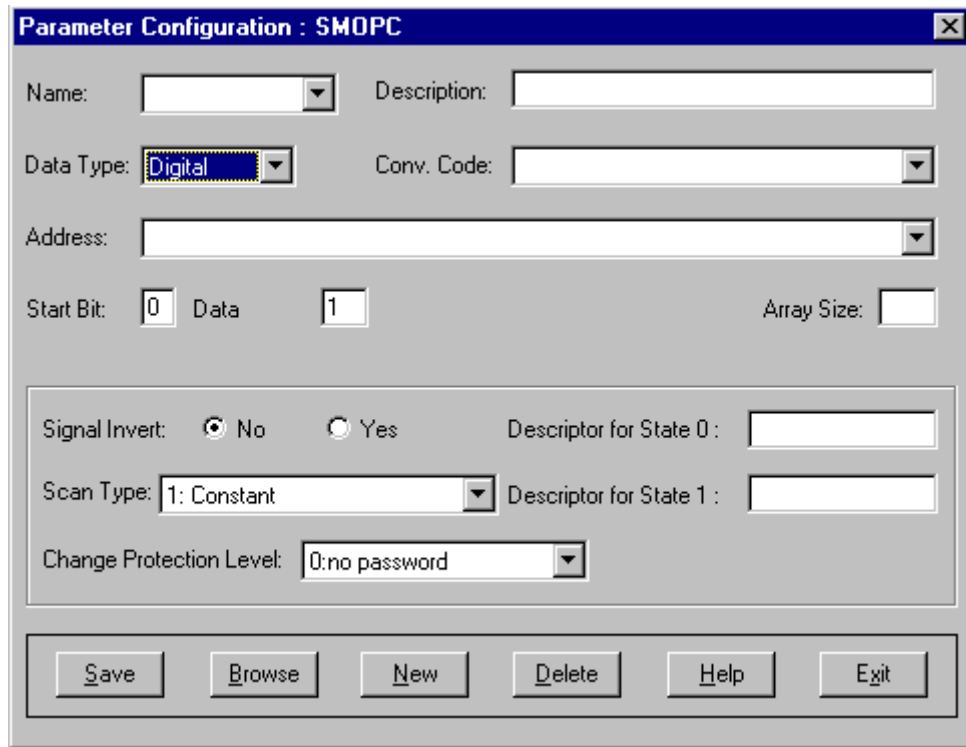 Parameter Configuration : SMOPC
Name: Description:
Data Type: Digital Conv. Code:
Address:
Start Bit: 0 Data 1 Array Size:
Signal Invert: No Yes Descriptor for State 0 :
Scan Type: 1: Constant Descriptor for State 1 :
Change Protection Level: 0:no password
Save Browse New Delete Help Exit